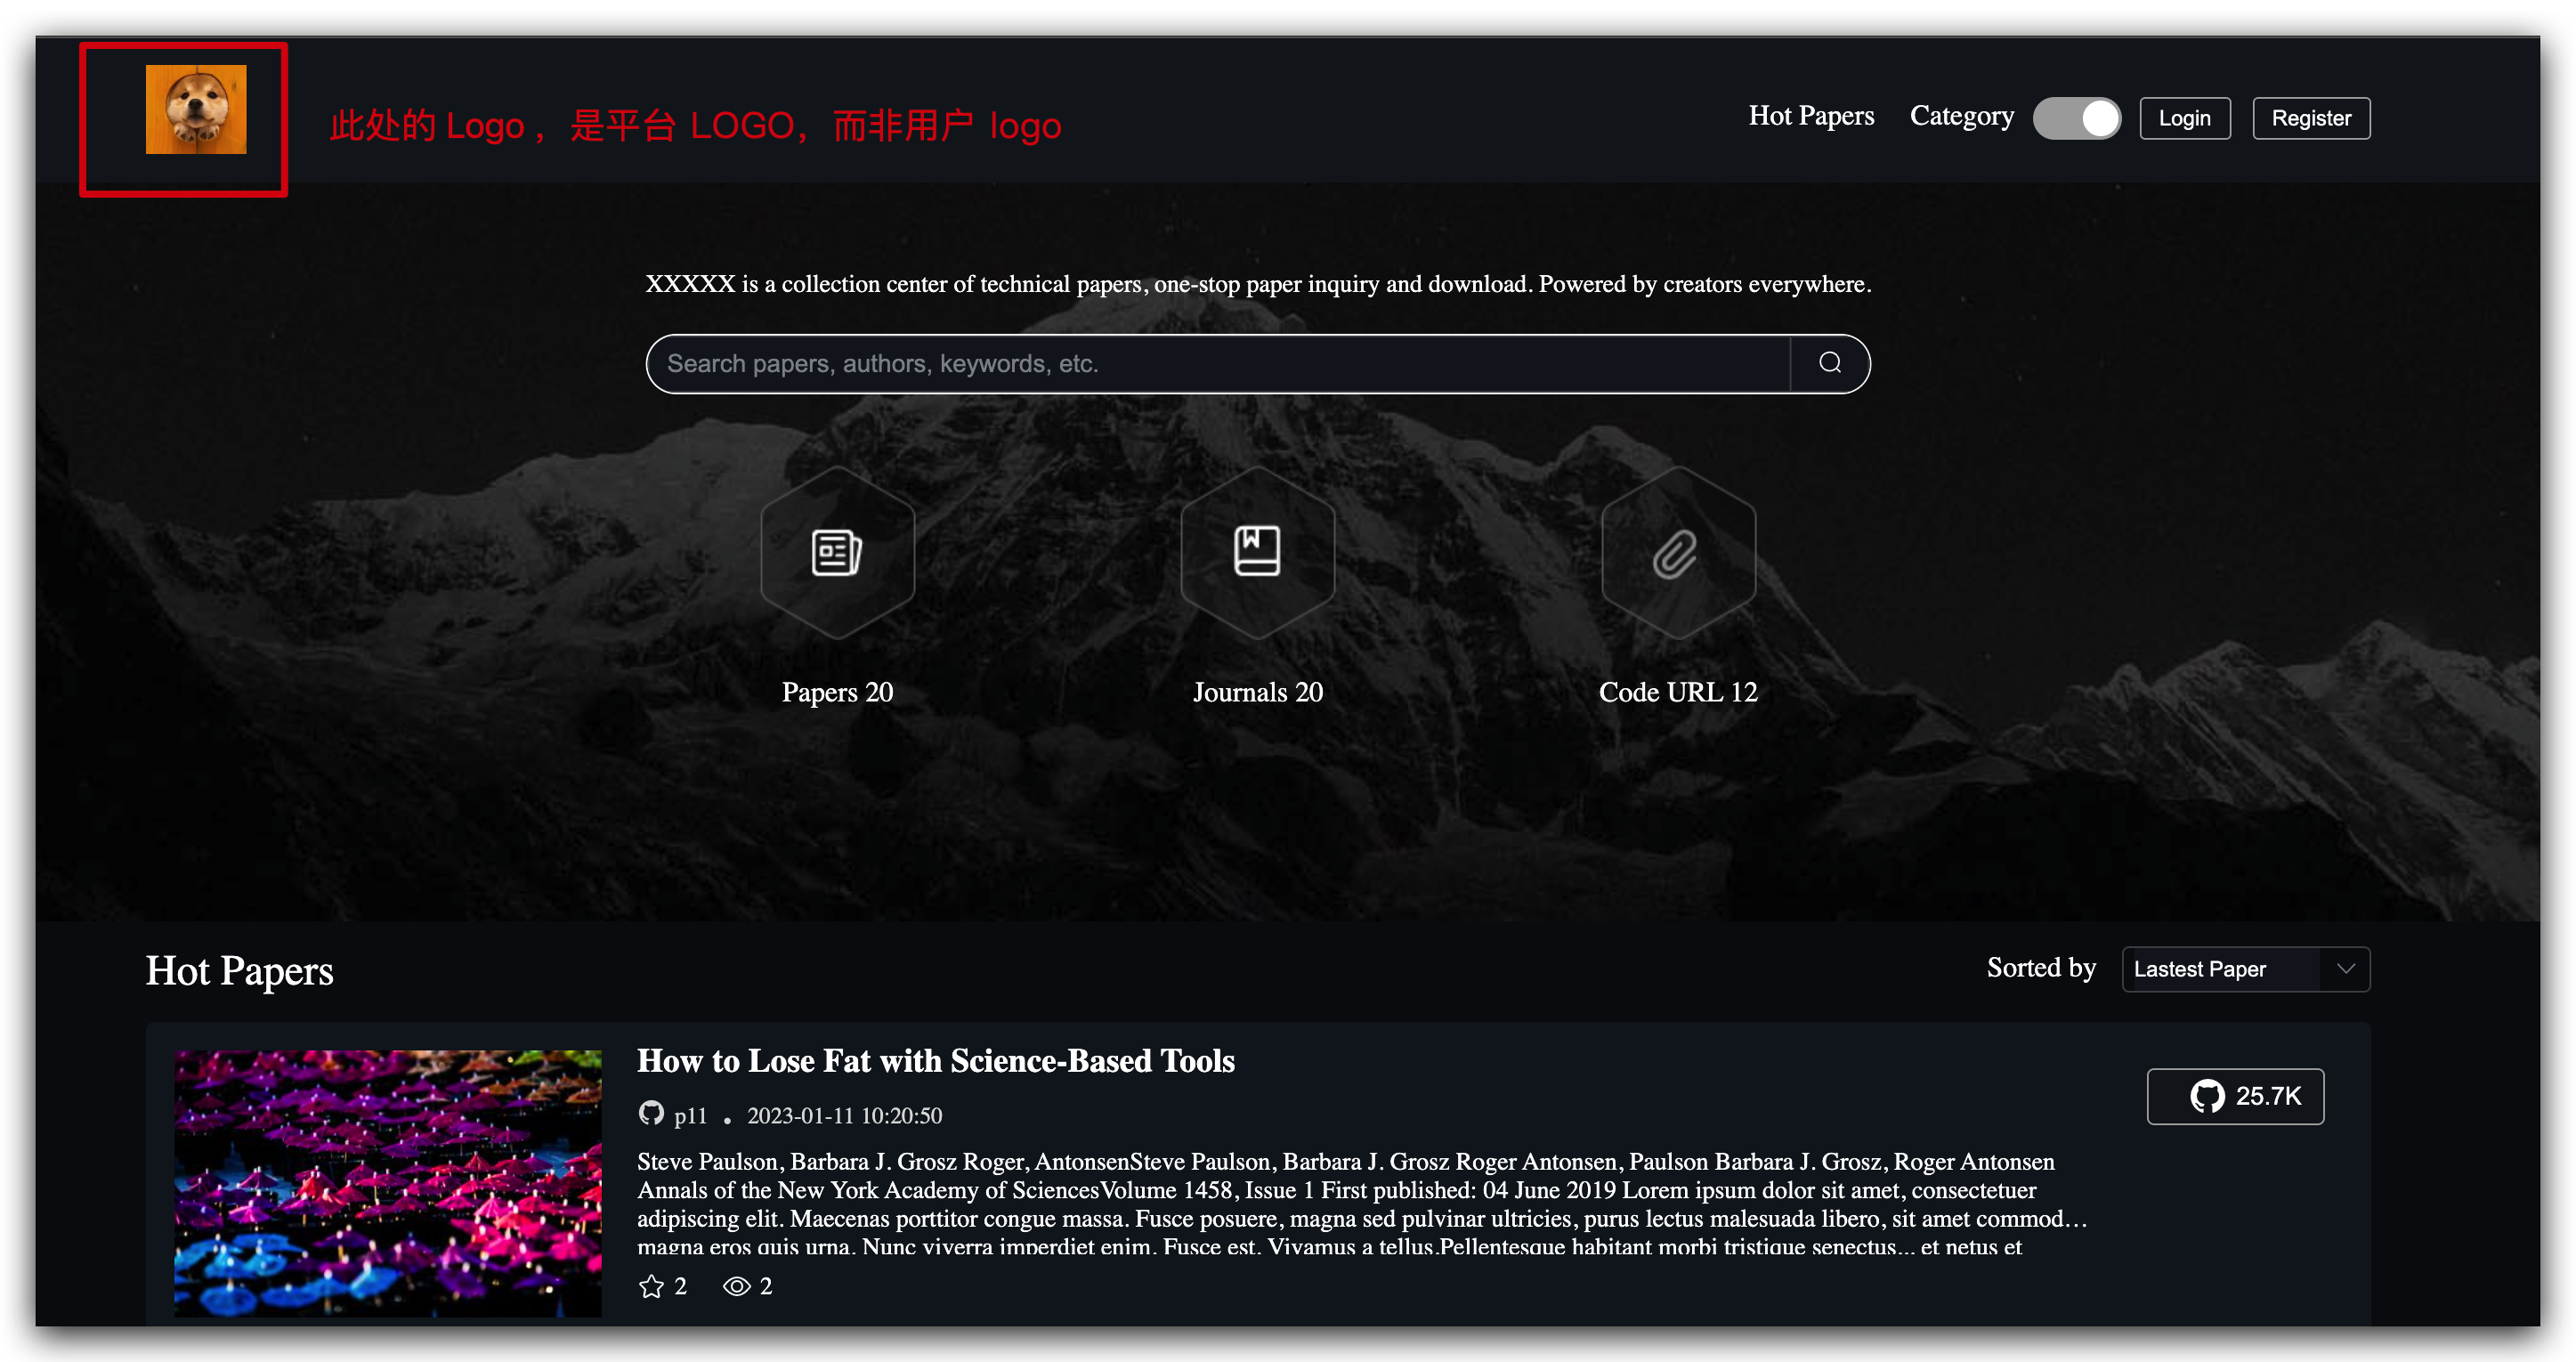 此处的 Logo ，是平台 LOGO，而非用户 logo
Hot Papers
Category
Login
Register
XXXXX is a collection center of technical papers, one-stop paper inquiry and download. Powered by creators everywhere.
Search papers, authors, keywords, etc.
Papers 20
Journals 20
Code URL 12
Hot Papers
Sorted by
Lastest Paper
How to Lose Fat with Science-Based Tools
p11 • 2023-01-11 10:20:50
25.7K
Steve Paulson, Barbara J. Grosz Roger, AntonsenSteve Paulson, Barbara J. Grosz Roger Antonsen, Paulson Barbara J. Grosz, Roger Antonsen
Annals of the New York Academy of SciencesVolume 1458, Issue 1 First published: 04 June 2019 Lorem ipsum dolor sit amet, consectetuer
adipiscing elit. Maecenas porttitor congue massa. Fusce posuere, magna sed pulvinar ultricies, purus lectus malesuada libero, sit amet commod…
magna eros quis urna. Nunc viverra imperdiet enim. Fusce est. Vivamus a tellus.Pellentesque habitant morbi tristique senectus... et netus et
2
2